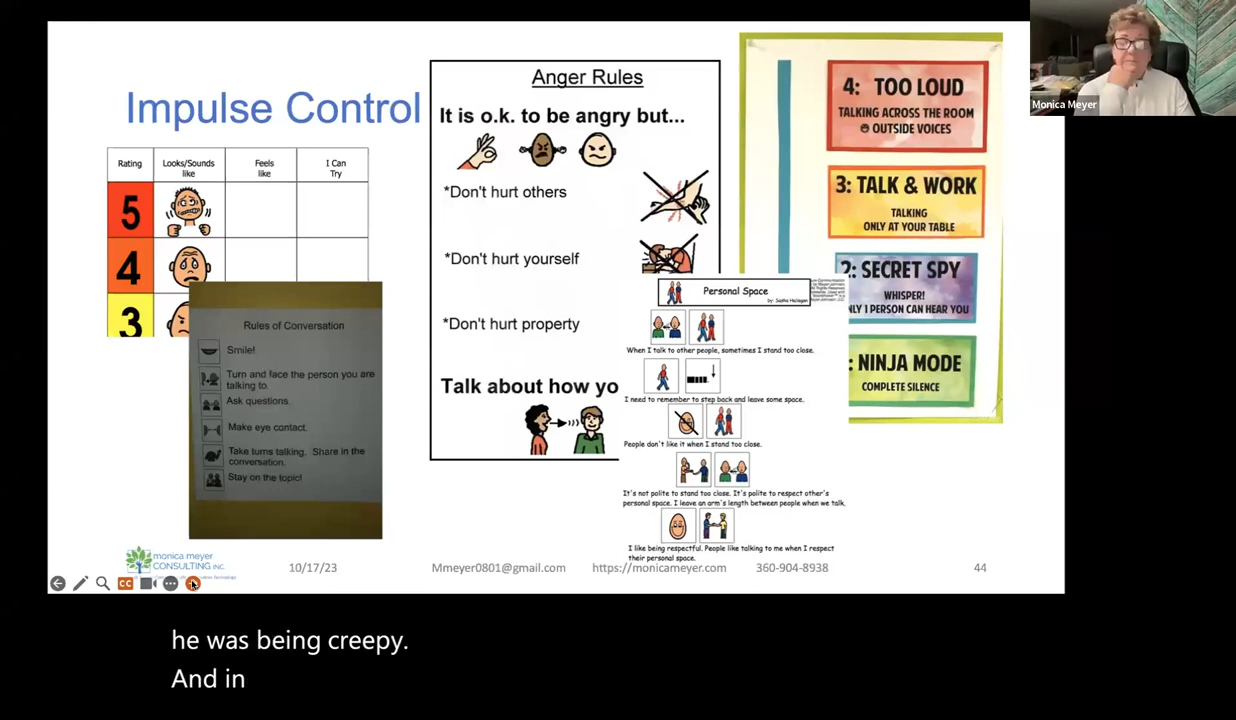 Impulse Control
Rating
Looks/Sounds
like
Feels
like
I Can
Try
5
4
3
Rules of Conversation
Smile!
Turn and face the person you are
talking to.
Ask questions.
Make eye contact.
Take turns talking. Share in the
conversation.
Stay on the topic!
Anger Rules
It is o.k. to be angry but...
*Don't hurt others
*Don't hurt yourself
*Don't hurt property
Talk about how yo
Personal Space
by: Sasha
When I talk to other people, sometimes I stand too close.
I need to remember to step back and leave some space.
People don't like it when I stand too close.
It's not polite to stand too close. It's polite to respect other's
personal space. I leave an arm's length between people when we talk.
I like being respectful. People like talking to me when I respect
their personal space.
4: TOO LOUD
TALKING ACROSS THE ROOM
OUTSIDE VOICES
3: TALK & WORK
TALKING
ONLY AT YOUR TABLE
2: SECRET SPY
WHISPER!
NLY 1 PERSON CAN HEAR YOU
: NINJA MODE
COMPLETE SILENCE
Monica Meyer
monica meyer
CONSULTING INC.
10/17/23
Mmeyer0801@gmail.com
https://monicameyer.com
360-904-8938
44
CC
he was being creepy.
And in